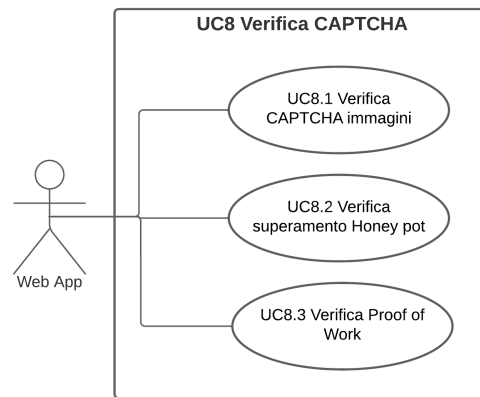 UC8 Verifica CAPTCHA
UC8.1 Verifica
CAPTCHA immagini
UC8.2 Verifica
superamento Honey pot
Web App
UC8.3 Verifica Proof of
Work